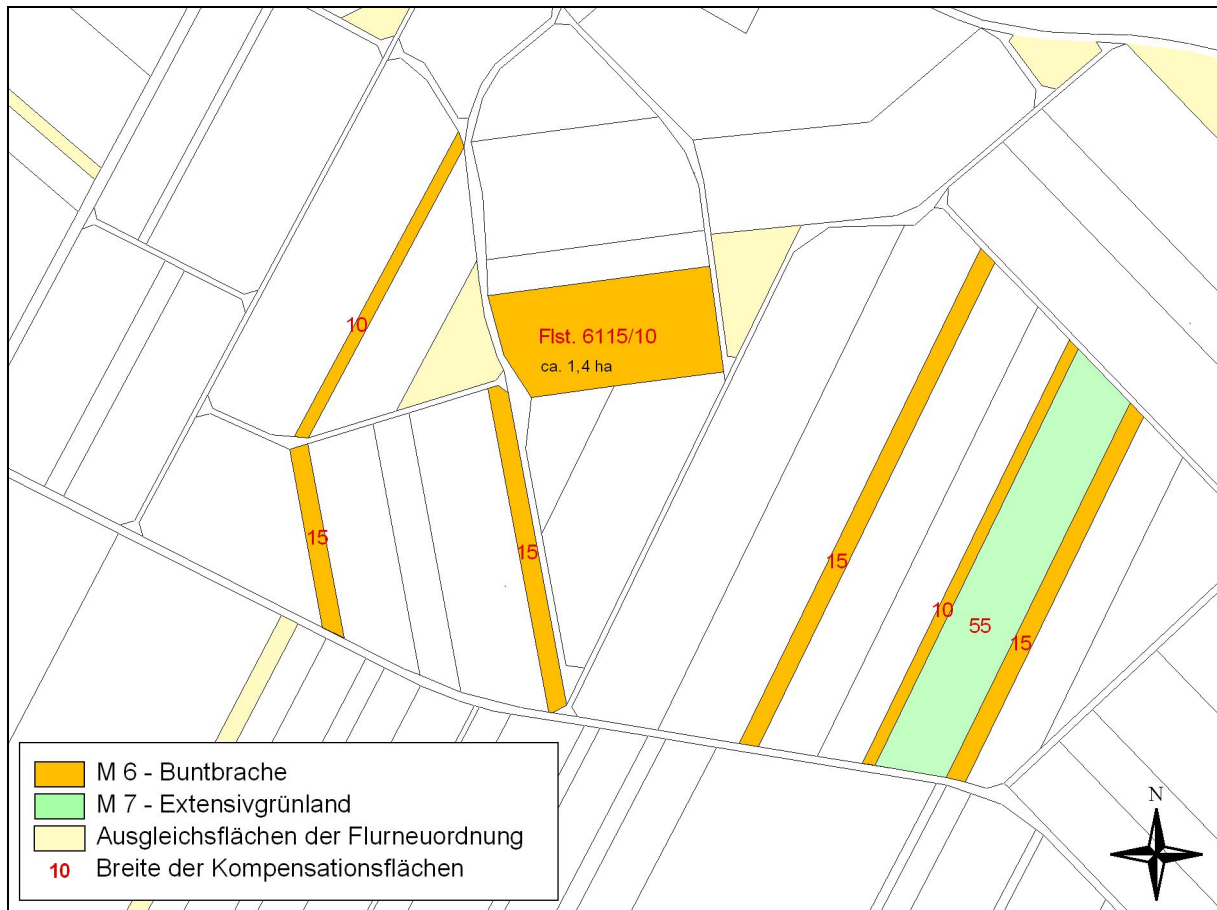 10
Flst. 6115/10
ca. 1,4 ha
15
15
15
10
55
15
M 6 - Buntbrache
M 7 - Extensivgrünland
Ausgleichsflächen der Flurneuordnung
10 Breite der Kompensationsflächen
N